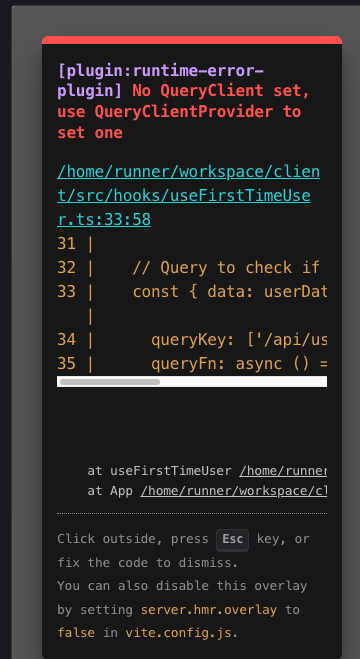 [plugin:runtime-error-
plugin] No QueryClient set,
use QueryClientProvider to
set one
/home/runner/workspace/clien
t/src/hooks/useFirstTimeUse
r.ts:33:58
31 |
32 |    // Query to check if
33 |    const { data: userDat
   |
34 |      queryKey: ['/api/us
35 |      queryFn: async () =
at useFirstTimeUser /home/runner
at App /home/runner/workspace/cl
Click outside, press Esc key, or
fix the code to dismiss.
You can also disable this overlay
by setting server.hmr.overlay to
false in vite.config.js.